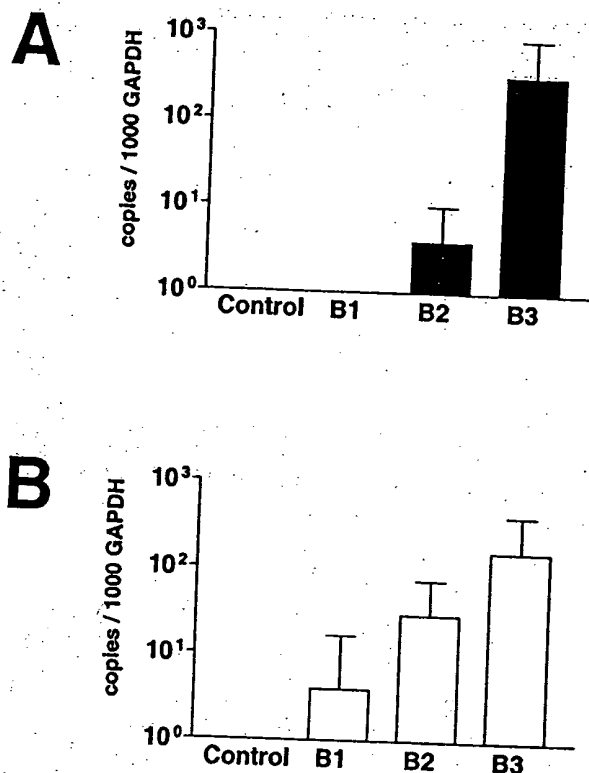 A
copies / 1000 GAPDH
10³
10²
10¹
10⁰
Control B1 B2 B3
B
copies / 1000 GAPDH
10³
10²
10¹
10⁰
Control B1 B2 B3